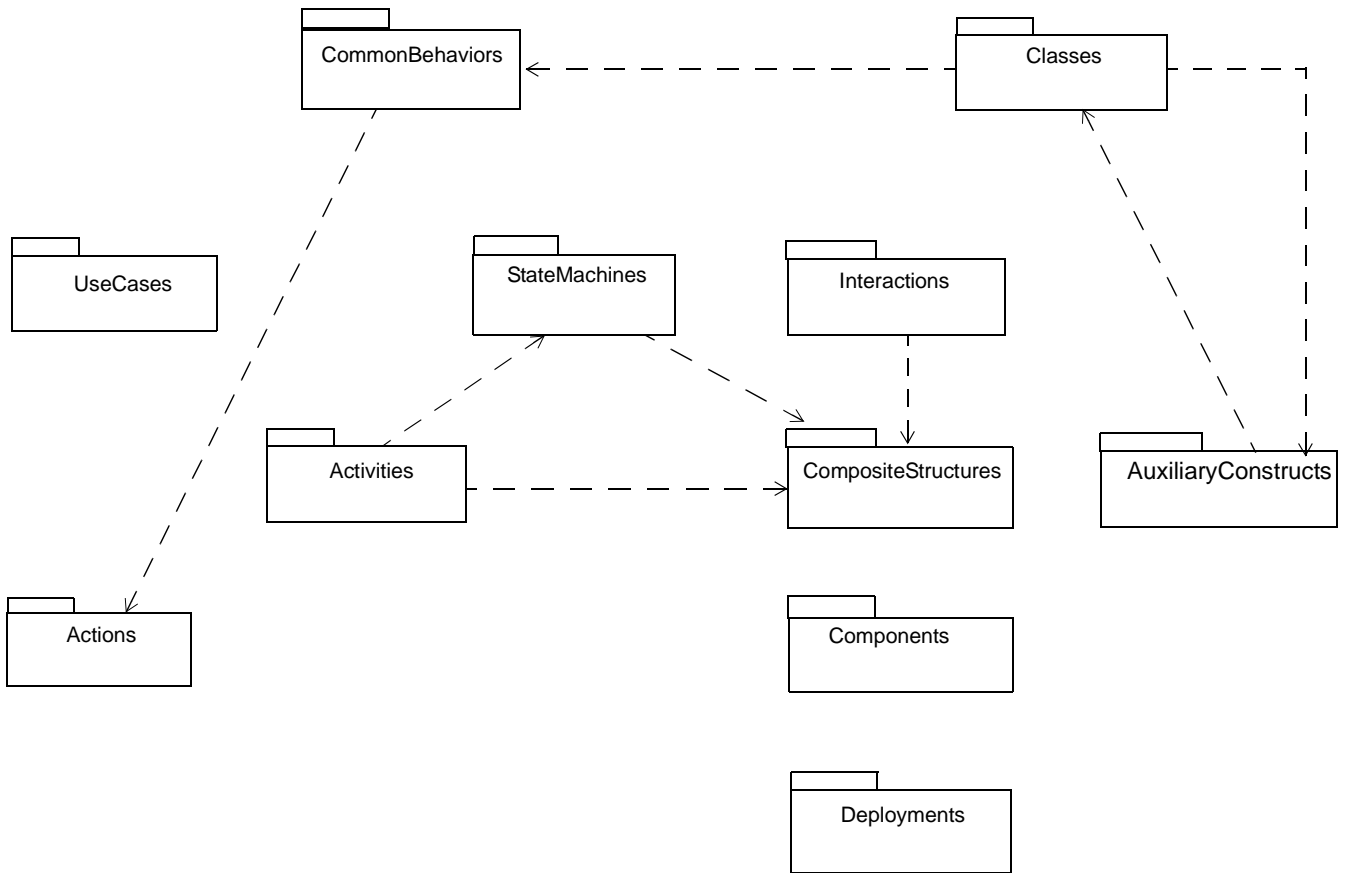 CommonBehaviors
Classes
UseCases
StateMachines
Interactions
Activities
CompositeStructures
AuxiliaryConstructs
Actions
Components
Deployments